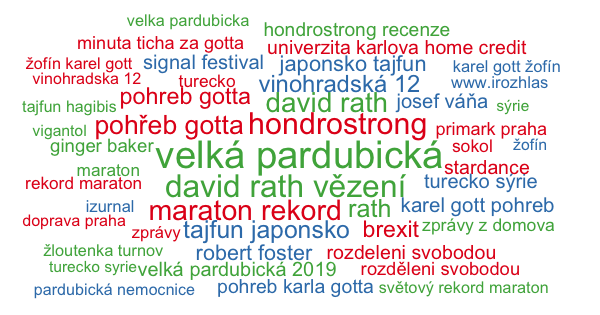 velka pardubicka
hondrostrong recenze
minuta ticha za gotta
univerzita karlova home credit
žofín karel gott
signal festival
japonsko tajfun
karel gott žofín
vinohradska 12
turecko
vinohradská 12
www.irozhlas
pohreb gotta
david rath
josef váňa
sýrie
tajfun hagibis
vigantol
pohřeb gotta
hondrostrong
primark praha
ginger baker
velká pardubická
sokol
žofín
maraton
stardance
rekord maraton
david rath vězení
turecko sýrie
izurnal
maraton rekord
rath
karel gott pohreb
doprava praha
zprávy
tajfun japonsko
brexit
zprávy z domova
žloutenka turnov
robert foster
rozdeleni svobodou
turecko syrie
velká pardubická 2019
rozděleni svobodou
pardubická nemocnice
pohreb karla gotta
světový rekord maraton